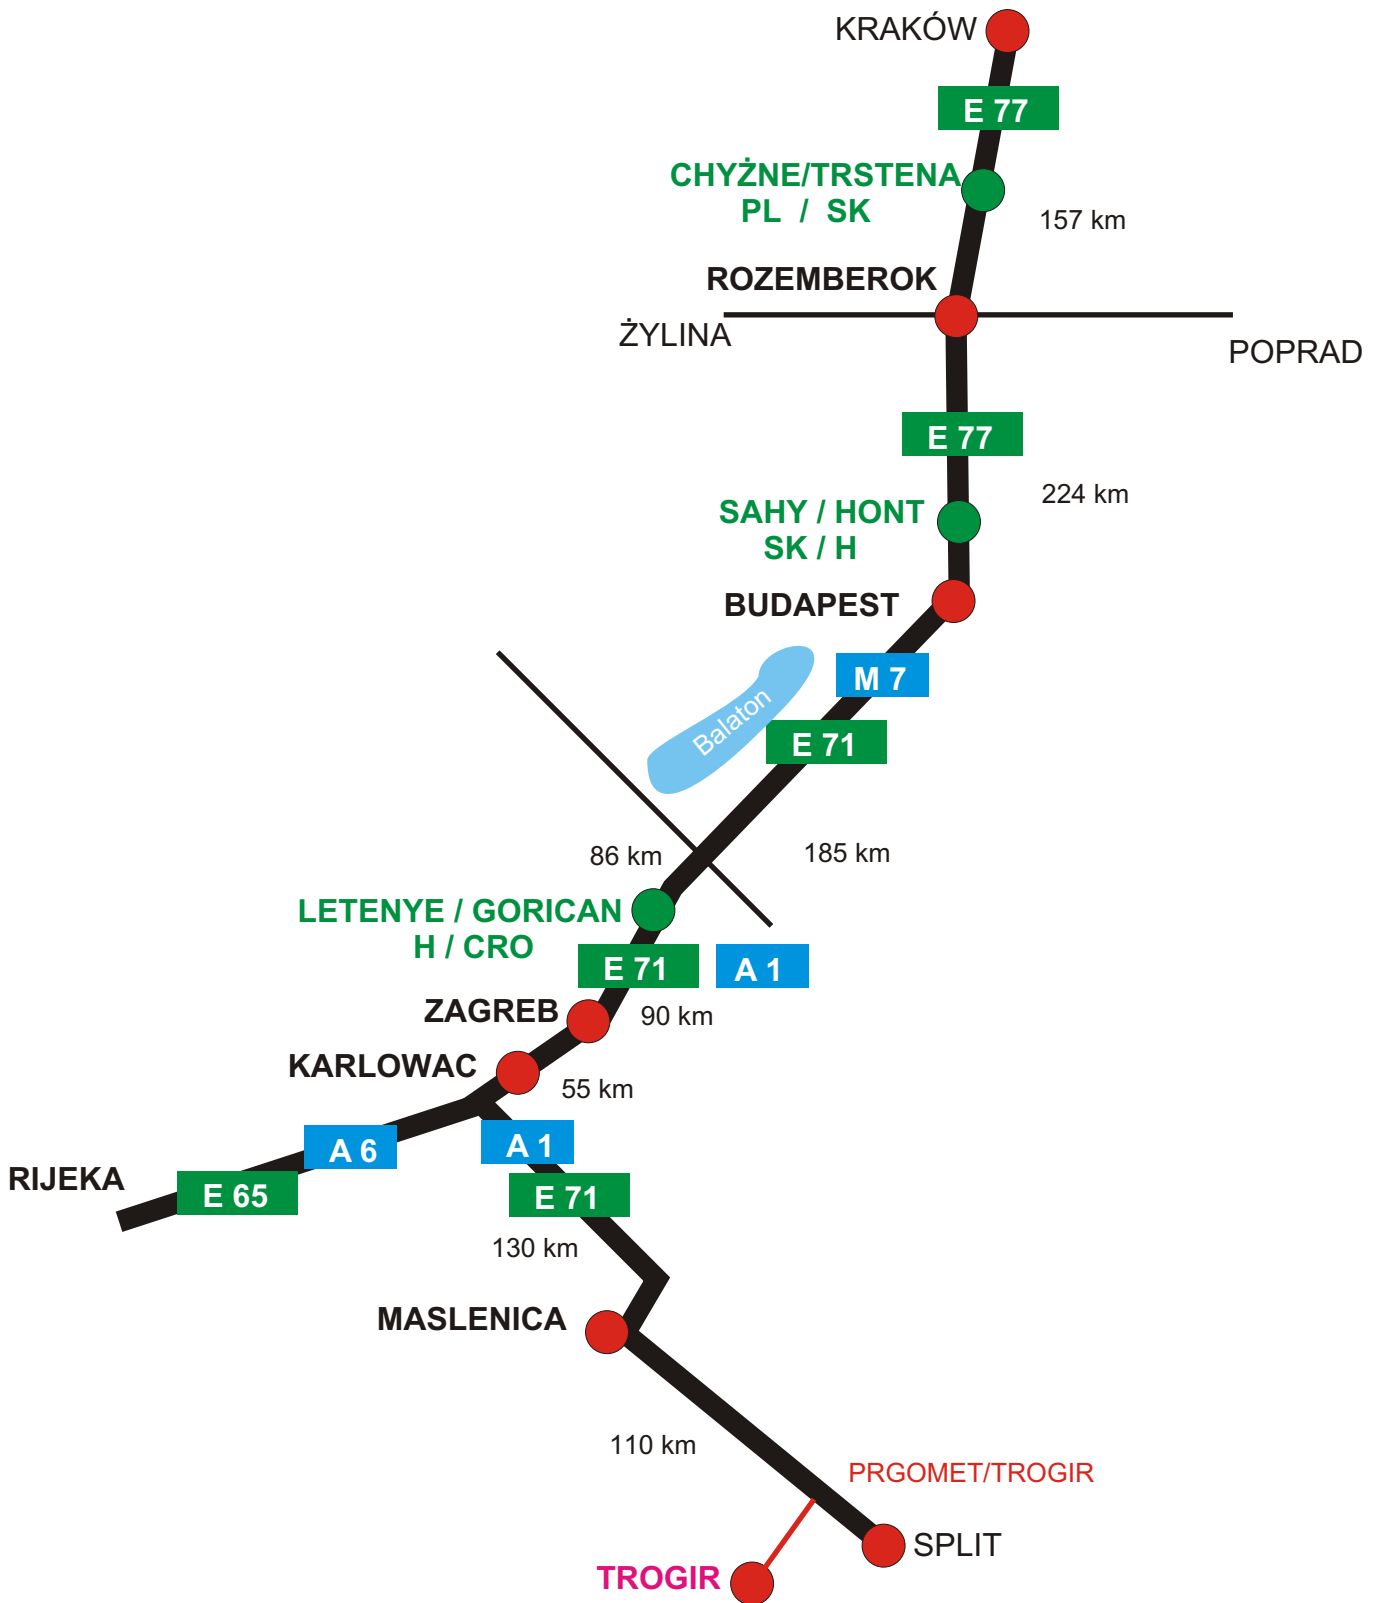 KRAKÓW
E 77
CHYŻNE/TRSTENA
PL / SK
157 km
ROZEMBEROK
ŻYLINA
POPRAD
E 77
224 km
SAHY / HONT
SK / H
BUDAPEST
M 7
Balaton
E 71
86 km
185 km
LETENYE / GORICAN
H / CRO
E 71
A 1
ZAGREB
90 km
KARLOWAC
55 km
A 6
A 1
RIJEKA
E 65
E 71
130 km
MASLENICA
110 km
PRGOMET/TROGIR
SPLIT
TROGIR